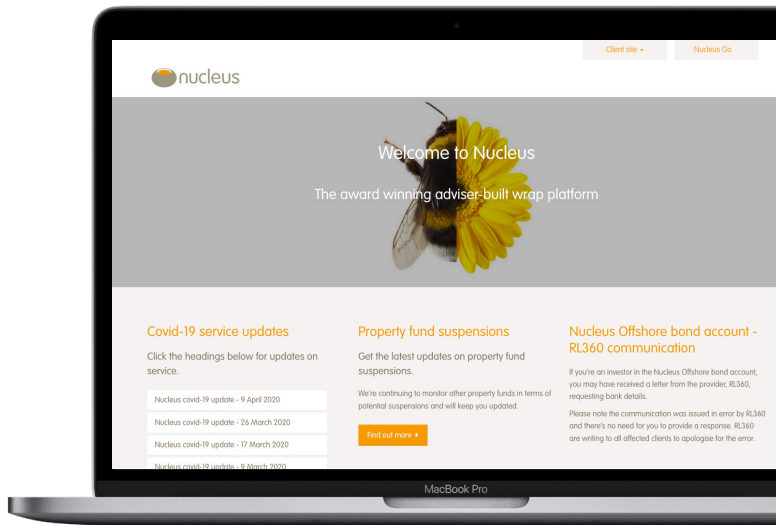 Client site
Nucleus Go
nucleus
Welcome to Nucleus
The award winning adviser-built wrap platform
Covid-19 service updates
Click the headings below for updates on
service.
Nucleus covid-19 update - 9 April 2020
Nucleus covid-19 update - 26 March 2020
Nucleus covid-19 update - 17 March 2020
Nucleus covid-19 update - 9 March 2020
Property fund suspensions
Get the latest updates on property fund
suspensions.
We're continuing to monitor other property funds in terms of
potential suspensions and will keep you updated.
Find out more
Nucleus Offshore bond account -
RL360 communication
If you're an investor in the Nucleus Offshore bond account,
you may have received a letter from the provider, RL360,
requesting bank details.
Please note the communication was issued in error by RL360
and there's no need for you to provide a response. RL360
are writing to all affected clients to apologise for the error.
MacBook Pro